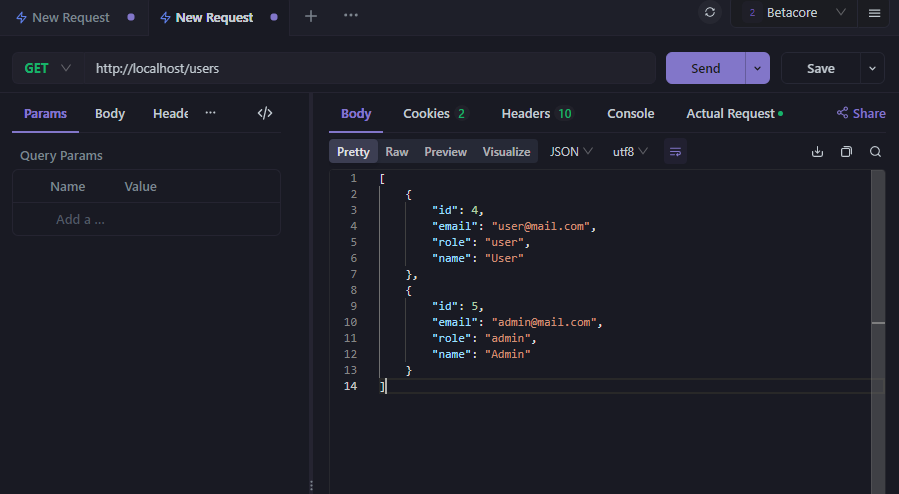 New Request New Request 2 Betacore
GET http://localhost/users Send Save
Params Body Heade ··· </> Body Cookies 2 Headers 10 Console Actual Request Share
Query Params
Name Value
Add a ...
Pretty Raw Preview Visualize JSON utf8
1 [
2 {
3 "id": 4,
4 "email": "user@mail.com",
5 "role": "user",
6 "name": "User"
7 },
8 {
9 "id": 5,
10 "email": "admin@mail.com",
11 "role": "admin",
12 "name": "Admin"
13 }
14 ]